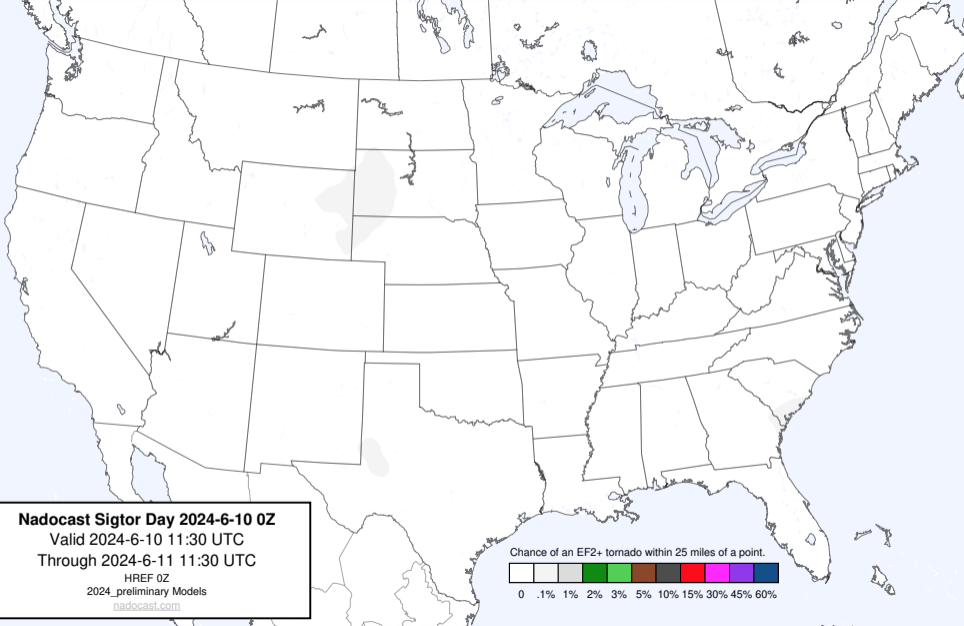 Nadocast Sigtor Day 2024-6-10 0Z
Valid 2024-6-10 11:30 UTC
Through 2024-6-11 11:30 UTC
HREF 0Z
2024_preliminary Models
nadocast.com
Chance of an EF2+ tornado within 25 miles of a point.
0 .1% 1% 2% 3% 5% 10% 15% 30% 45% 60%